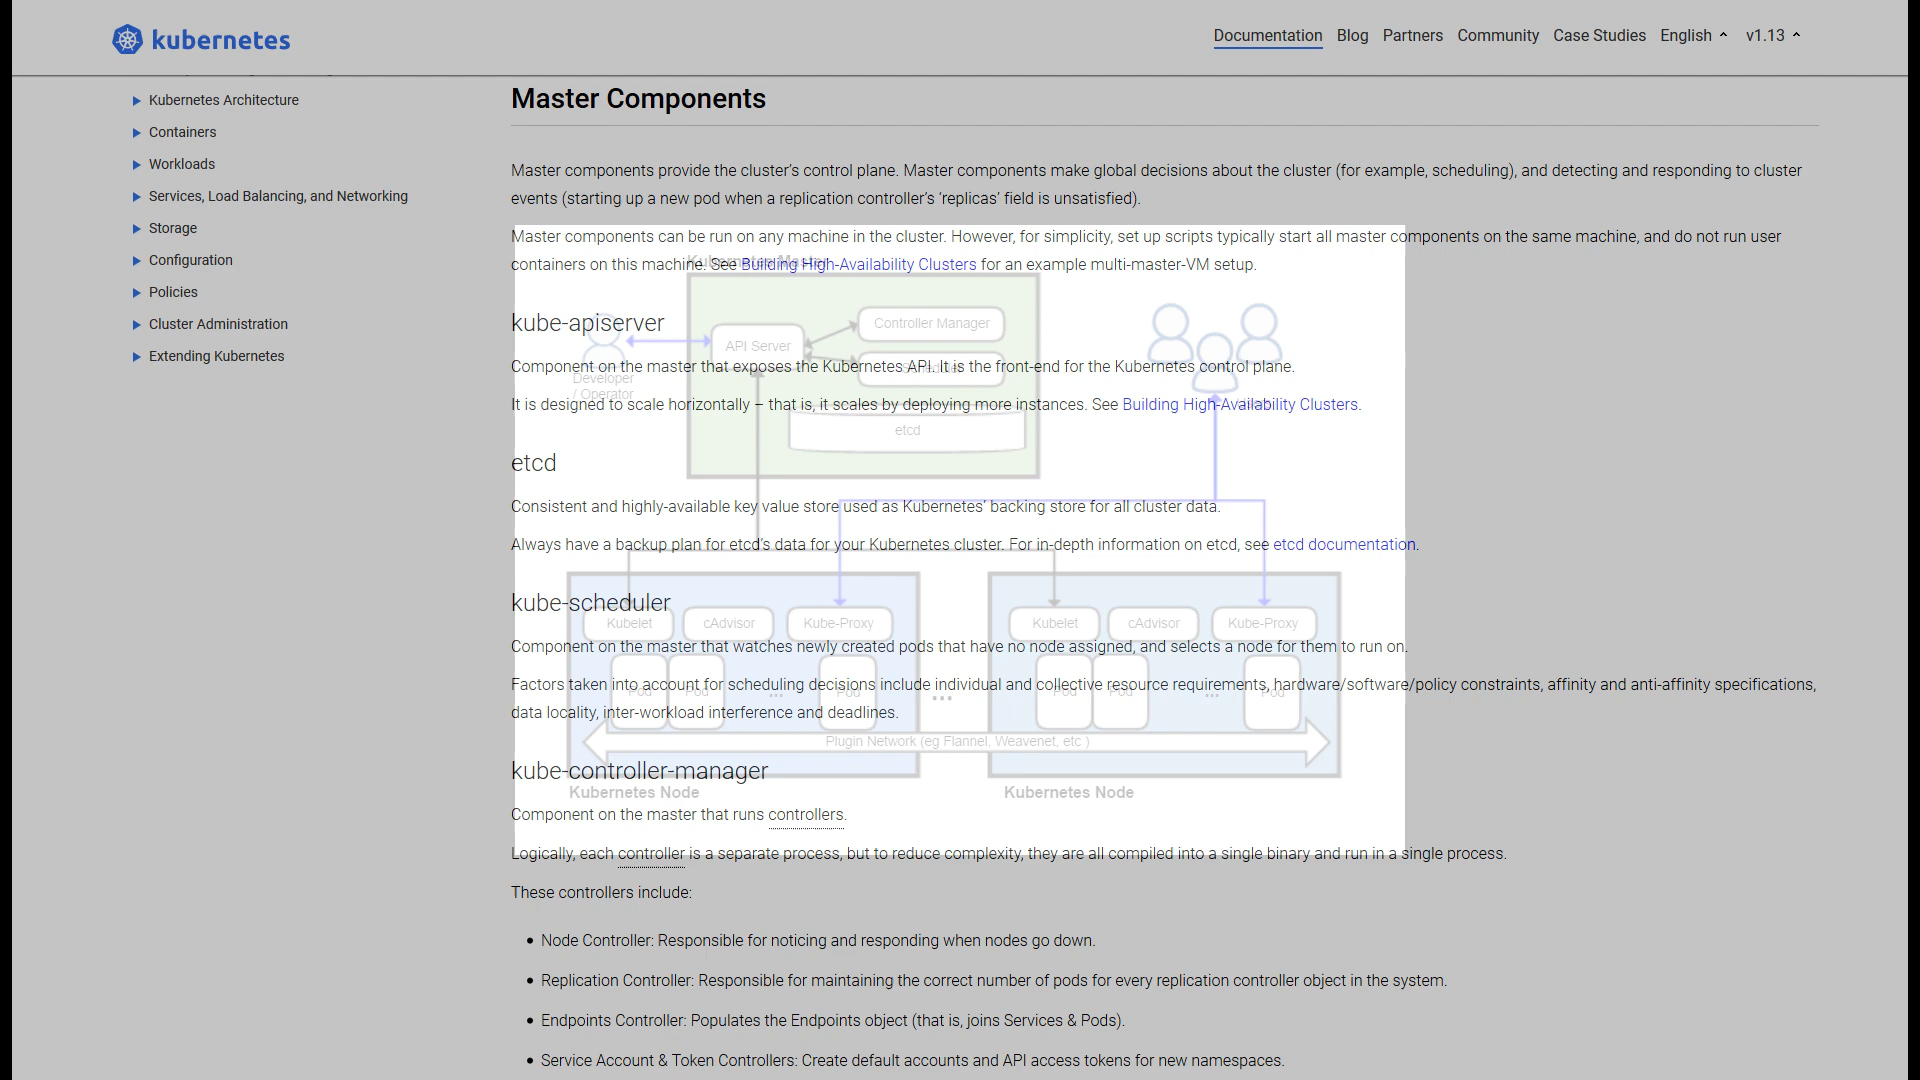 kubernetes
Documentation Blog Partners Community Case Studies English v1.13
Kubernetes Architecture
Containers
Workloads
Services, Load Balancing, and Networking
Storage
Configuration
Policies
Cluster Administration
Extending Kubernetes
Master Components
Master components provide the cluster’s control plane. Master components make global decisions about the cluster (for example, scheduling), and detecting and responding to cluster
events (starting up a new pod when a replication controller’s ‘replicas’ field is unsatisfied).
Master components can be run on any machine in the cluster. However, for simplicity, set up scripts typically start all master components on the same machine, and do not run user
containers on this machine. See Building High-Availability Clusters for an example multi-master-VM setup.
kube-apiserver
Component on the master that exposes the Kubernetes API. It is the front-end for the Kubernetes control plane.
It is designed to scale horizontally – that is, it scales by deploying more instances. See Building High-Availability Clusters.
etcd
Consistent and highly-available key value store used as Kubernetes’ backing store for all cluster data.
Always have a backup plan for etcd’s data for your Kubernetes cluster. For in-depth information on etcd, see etcd documentation.
kube-scheduler
Component on the master that watches newly created pods that have no node assigned, and selects a node for them to run on.
Factors taken into account for scheduling decisions include individual and collective resource requirements, hardware/software/policy constraints, affinity and anti-affinity specifications,
data locality, inter-workload interference and deadlines.
kube-controller-manager
Component on the master that runs controllers.
Logically, each controller is a separate process, but to reduce complexity, they are all compiled into a single binary and run in a single process.
These controllers include:
• Node Controller: Responsible for noticing and responding when nodes go down.
• Replication Controller: Responsible for maintaining the correct number of pods for every replication controller object in the system.
• Endpoints Controller: Populates the Endpoints object (that is, joins Services & Pods).
• Service Account & Token Controllers: Create default accounts and API access tokens for new namespaces.
Controller Manager
API Server
Developer
/ Operator
etcd
Kubelet cAdvisor Kube-Proxy
Kubelet cAdvisor Kube-Proxy
Pod Pod ... Pod
...
Pod Pod ... Pod
Plugin Network (eg Flannel, Weavenet, etc )
Kubernetes Node
Kubernetes Node